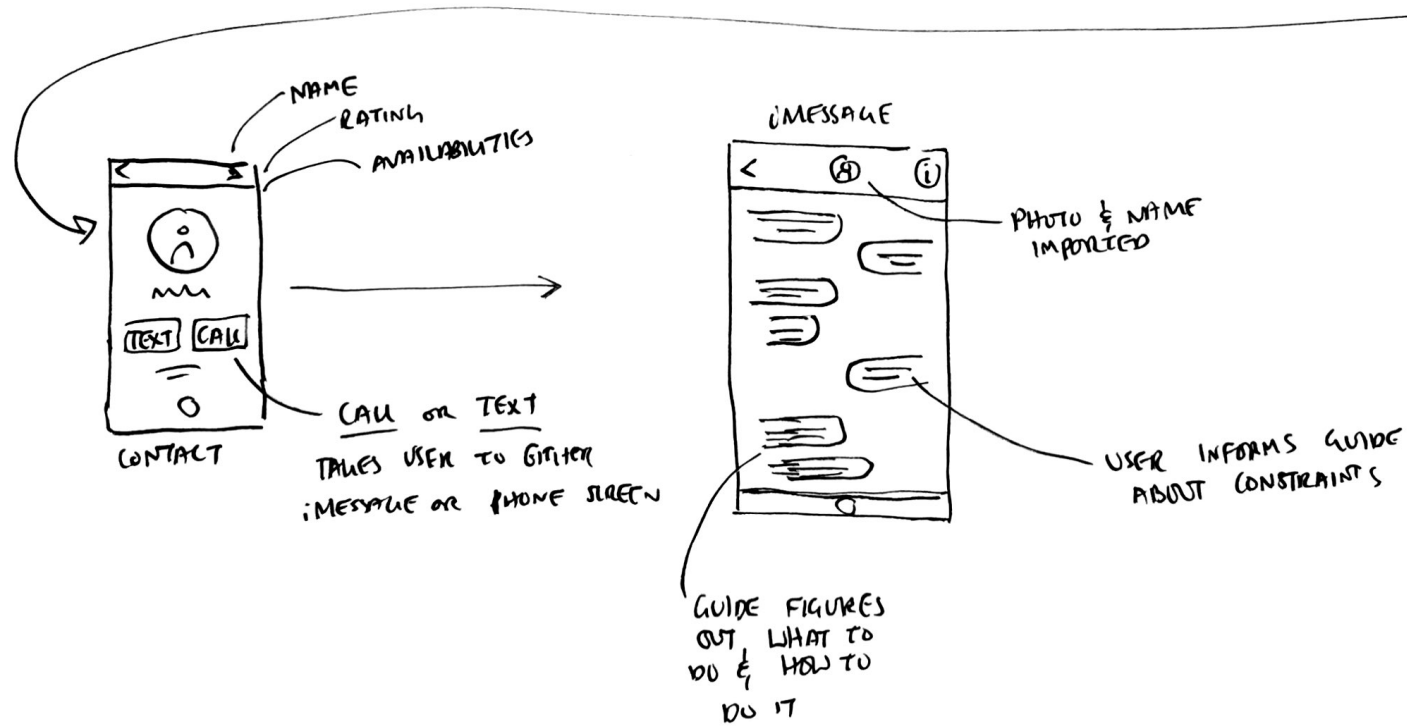 NAME
RATING
AVAILABILITIES
TEXT CALL
CONTACT
CALL OR TEXT
TAKES USER TO EITHER
iMESSAGE OR PHONE SCREEN
iMESSAGE
i
PHOTO & NAME
IMPORTED
USER INFORMS GUIDE
ABOUT CONSTRAINTS
GUIDE FIGURES
OUT WHAT TO
DO & HOW TO
DO IT